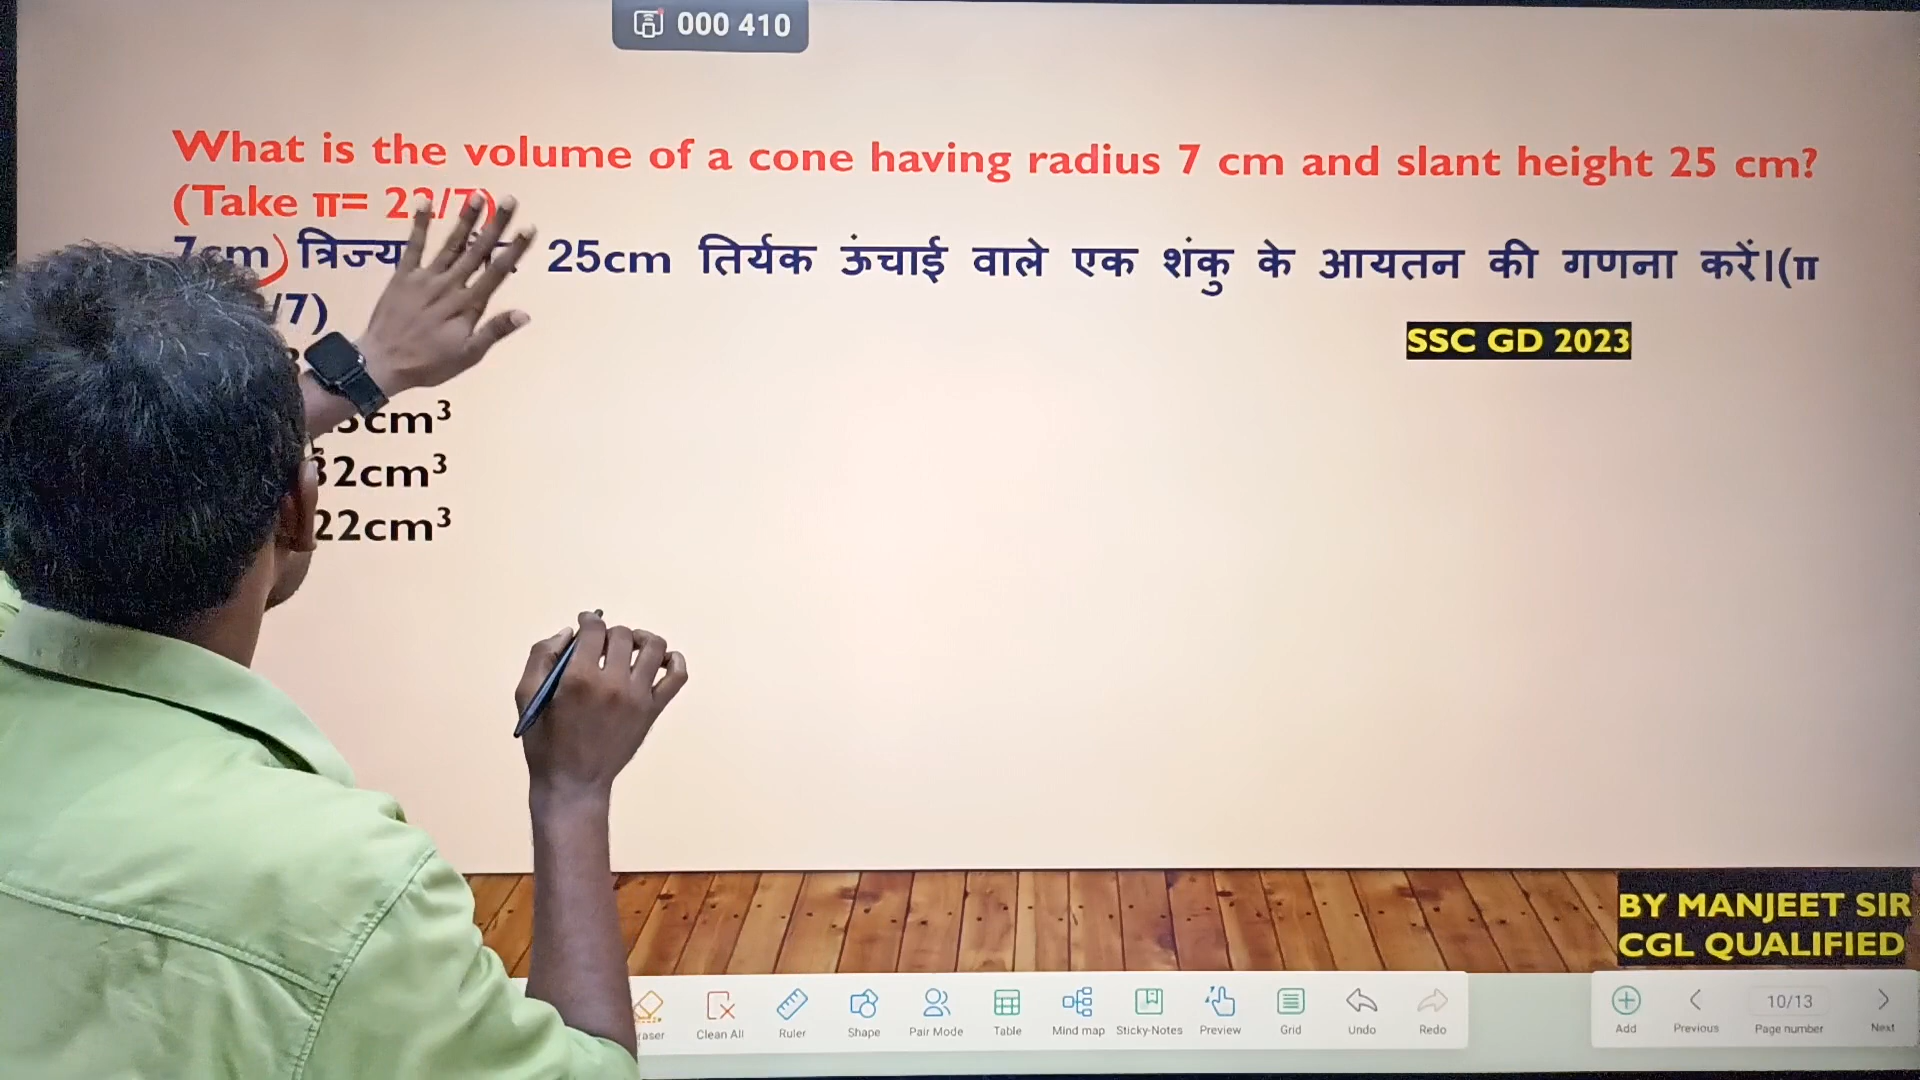 000 410
What is the volume of a cone having radius 7 cm and slant height 25 cm?
(Take π= 22/7)
7cm) 25cm तिर्यक ऊंचाई वाले एक शंकु के आयतन की गणना करें।(π
/7)
SSC GD 2023
cm³
2cm³
22cm³
BY MANJEET SIR
CGL QUALIFIED
Clean All
Ruler
Shape
Pair Mode
Table
Mind map
Sticky-Notes
Preview
Grid
Undo
Redo
Add
Previous
10/13
Page number
Next